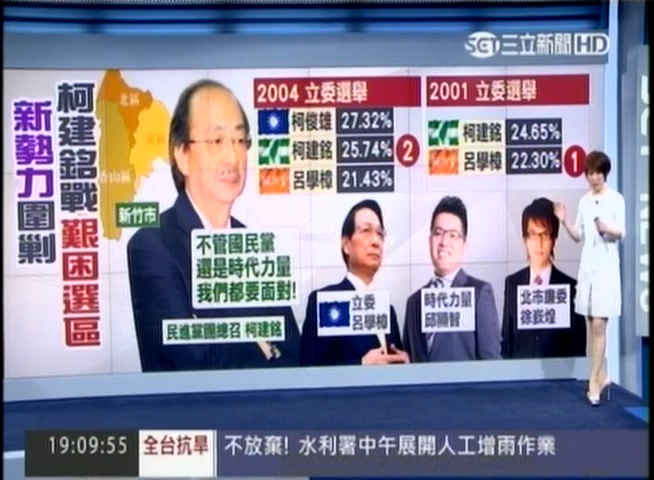 SET三立新聞HD
柯建銘戰艱困選區
新勢力圍剿
北區
東區
香山區
新竹市
2004 立委選舉
柯俊雄 27.32%
柯建銘 25.74%
呂學樟 21.43%
2
2001 立委選舉
柯建銘 24.65%
呂學樟 22.30%
1
不管國民黨
還是時代力量
我們都要面對!
民進黨團總召 柯建銘
立委
呂學樟
時代力量
邱顯智
北市廉委
徐嶔煌
19:09:55
全台抗旱
不放棄! 水利署中午展開人工增雨作業